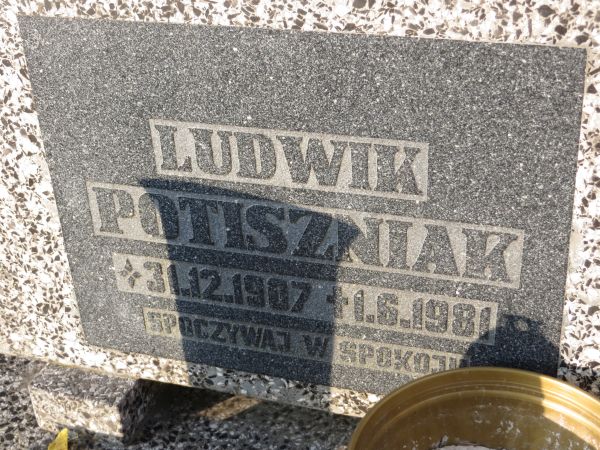 LUDWIK
POTISZNIAK
31.12.1907 1.6.1981
SPOCZYWAJ W SPOKOJU